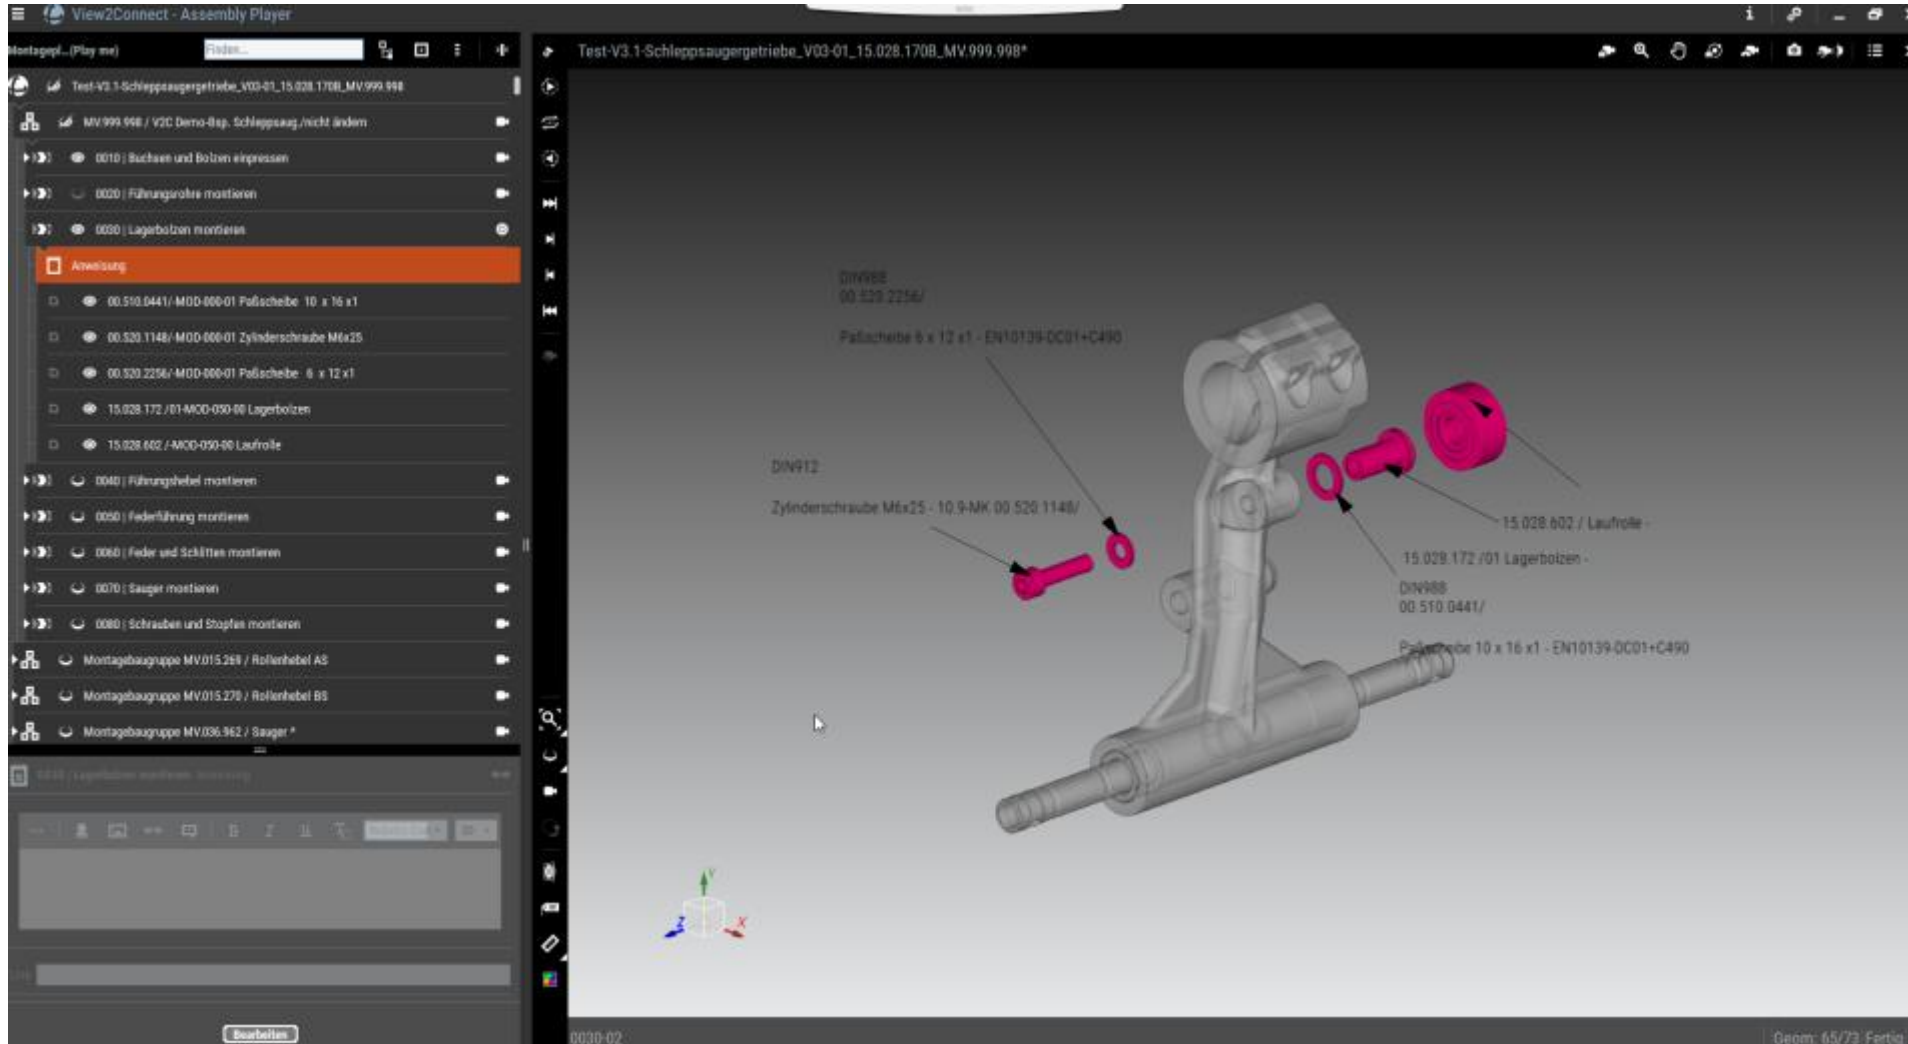 View2Connect - Assembly Player
Montagepl...(Play me)
Finden...
Test-V3.1-Schleppsaugergetriebe_V03-01_15.028.170B_MV.999.998
MV.999.998 / V2C Demo-Bsp. Schleppsaug./nicht ändern
0010 | Buchsen und Bolzen einpressen
0020 | Führungsrohre montieren
0030 | Lagerbolzen montieren
Anweisung
00.510.0441/-MOD-000-01 Paßscheibe 10 x 16 x1
00.520.1148/-MOD-000-01 Zylinderschraube M6x25
00.520.2256/-MOD-000-01 Paßscheibe 6 x 12 x1
15.028.172 /01-MOD-050-00 Lagerbolzen
15.028.602 /-MOD-050-00 Laufrolle
0040 | Führungshebel montieren
0050 | Federführung montieren
0060 | Feder und Schlitten montieren
0070 | Sauger montieren
0080 | Schrauben und Stopfen montieren
Montagebaugruppe MV.015.269 / Rollenhebel AS
Montagebaugruppe MV.015.270 / Rollenhebel BS
Montagebaugruppe MV.036.962 / Sauger *
0030 | Lagerbolzen montieren
Bearbeiten
Test-V3.1-Schleppsaugergetriebe_V03-01_15.028.170B_MV.999.998*
DIN988
00.520.2256/
Paßscheibe 6 x 12 x1 - EN10139-DC01+C490
DIN912
Zylinderschraube M6x25 - 10.9-MK 00.520.1148/
15.028.602 / Laufrolle -
15.028.172 /01 Lagerbolzen -
DIN988
00.510.0441/
Paßscheibe 10 x 16 x1 - EN10139-DC01+C490
Y
Z
X
0030-02
Geom: 65/73 Fertig